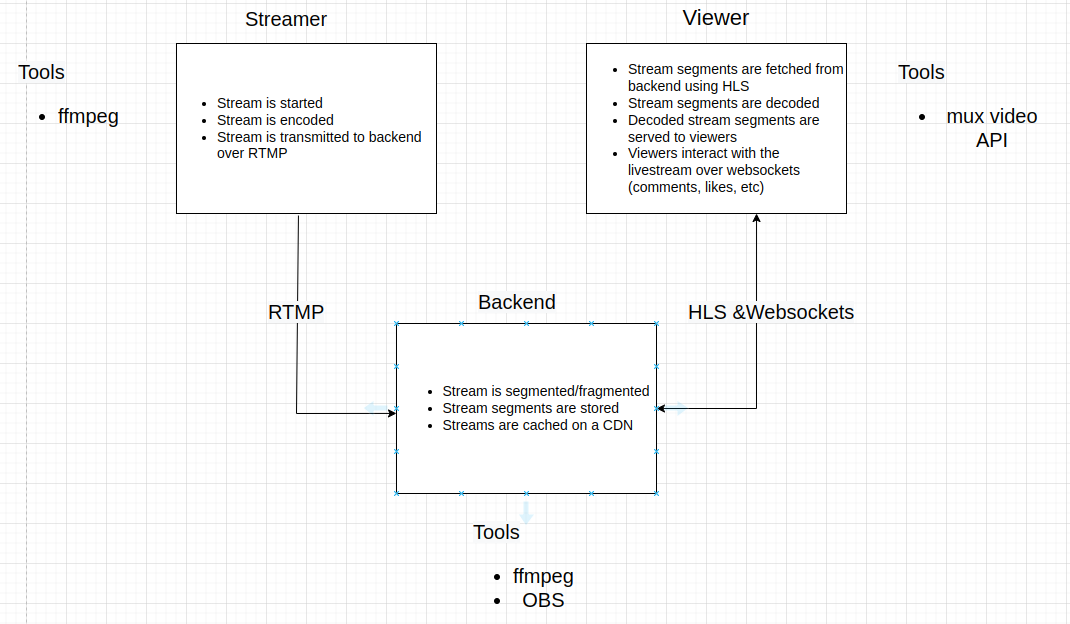 Streamer
Viewer
Tools
• ffmpeg
• Stream is started
• Stream is encoded
• Stream is transmitted to backend
over RTMP
• Stream segments are fetched from
backend using HLS
• Stream segments are decoded
• Decoded stream segments are
served to viewers
• Viewers interact with the
livestream over websockets
(comments, likes, etc)
Tools
• mux video
API
RTMP
HLS &Websockets
Backend
• Stream is segmented/fragmented
• Stream segments are stored
• Streams are cached on a CDN
Tools
• ffmpeg
• OBS